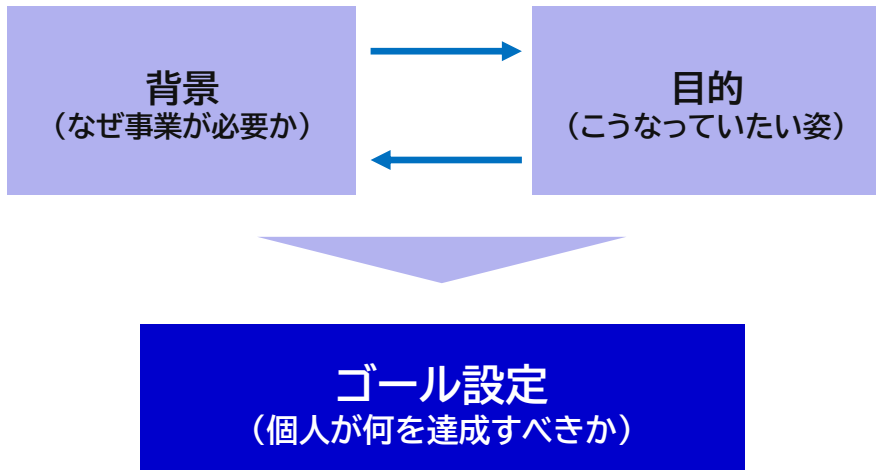 背景
（なぜ事業が必要か）
目的
（こうなっていたい姿）
ゴール設定
（個人が何を達成すべきか）